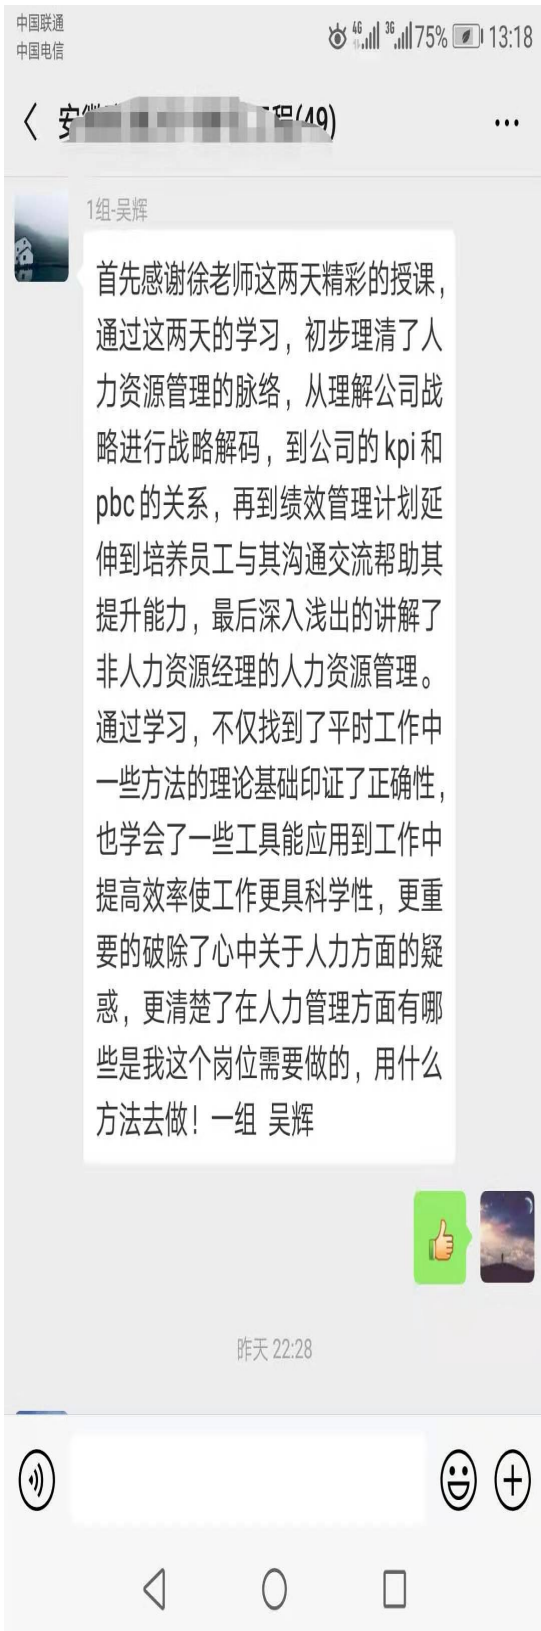 中国联通
中国电信
4G
3G
75%
13:18
(49)
1组-吴辉
首先感谢徐老师这两天精彩的授课，
通过这两天的学习，初步理清了人
力资源管理的脉络，从理解公司战
略进行战略解码，到公司的kpi和
pbc的关系，再到绩效管理计划延
伸到培养员工与其沟通交流帮助其
提升能力，最后深入浅出的讲解了
非人力资源经理的人力资源管理。
通过学习，不仅找到了平时工作中
一些方法的理论基础印证了正确性，
也学会了一些工具能应用到工作中
提高效率使工作更具科学性，更重
要的破除了心中关于人力方面的疑
惑，更清楚了在人力管理方面有哪
些是我这个岗位需要做的，用什么
方法去做！一组 吴辉
昨天 22:28